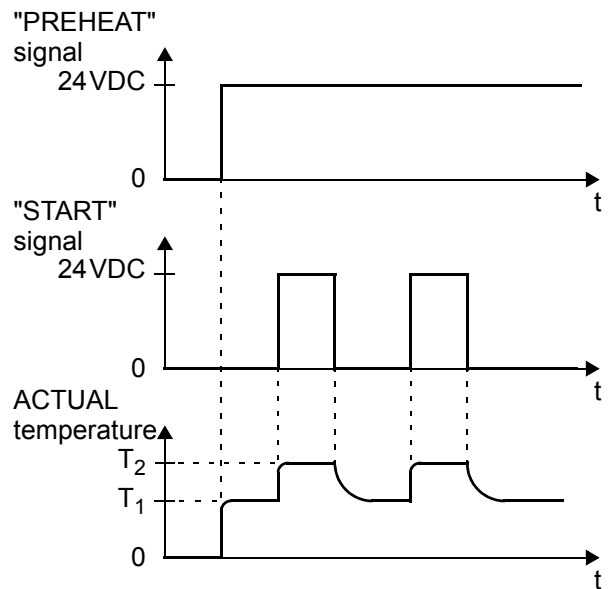 "PREHEAT"
signal
24VDC
0
t
"START"
signal
24VDC
0
t
ACTUAL
temperature
T2
T1
0
t